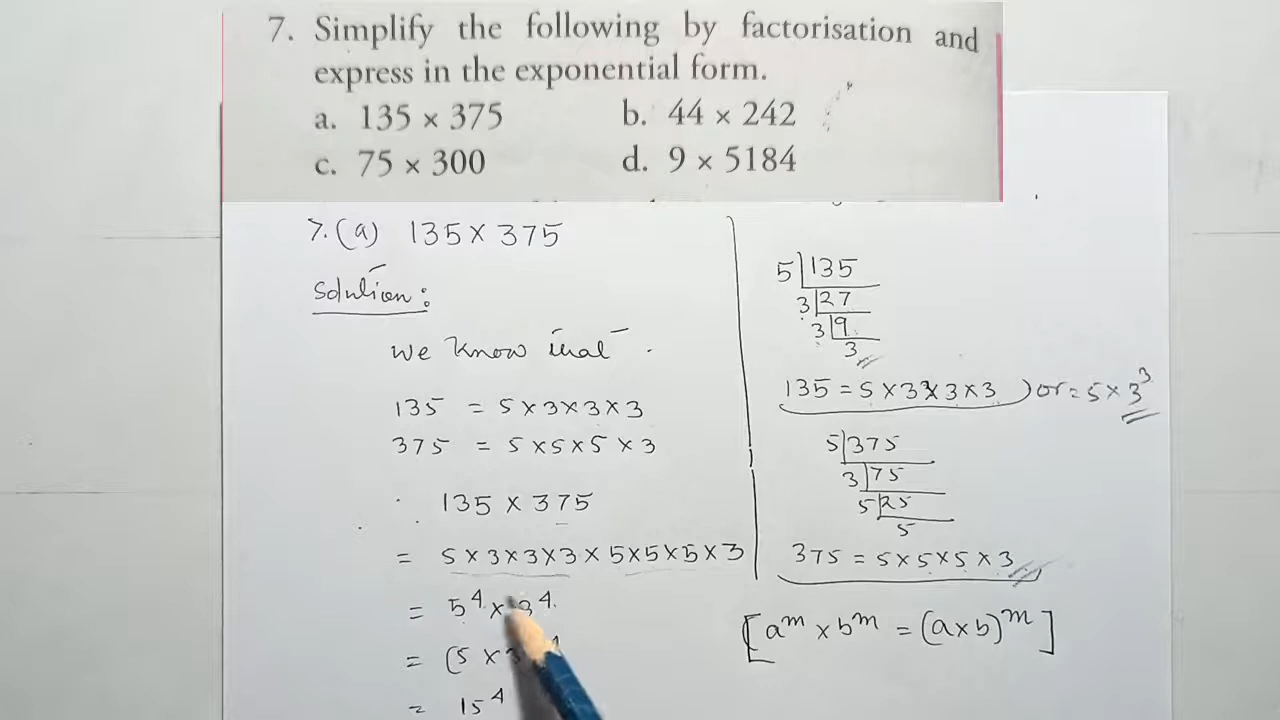 7. Simplify the following by factorisation and
express in the exponential form.
a. 135 × 375 b. 44 × 242
c. 75 × 300 d. 9 × 5184
7.(a) 135 × 375
Solution:
We know that
135 = 5 × 3 × 3 × 3
375 = 5 × 5 × 5 × 3
135 × 375
= 5 × 3 × 3 × 3 × 5 × 5 × 5 × 3
= 5⁴ × 3⁴
= (5 ×
= 15⁴
5|135
3|27
3|9
3
135 = 5 × 3 × 3 × 3 ) or = 5 × 3³
5|375
3|75
5|25
5
375 = 5 × 5 × 5 × 3
[aᵐ × bᵐ = (a × b)ᵐ]